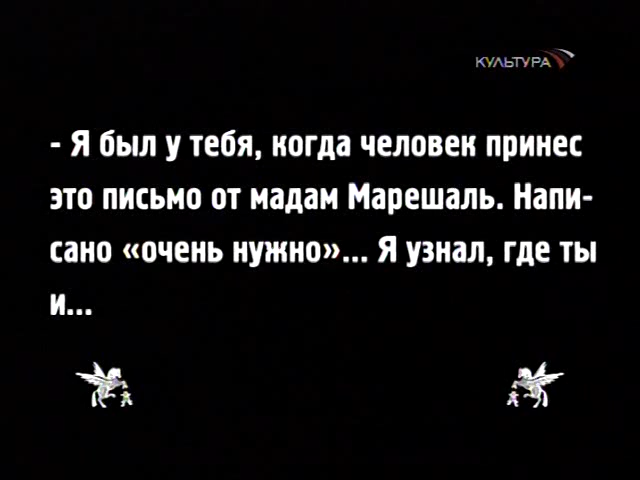 КУЛЬТУРА
- Я был у тебя, когда человек принес
это письмо от мадам Марешаль. Напи-
сано «очень нужно»... Я узнал, где ты
и...